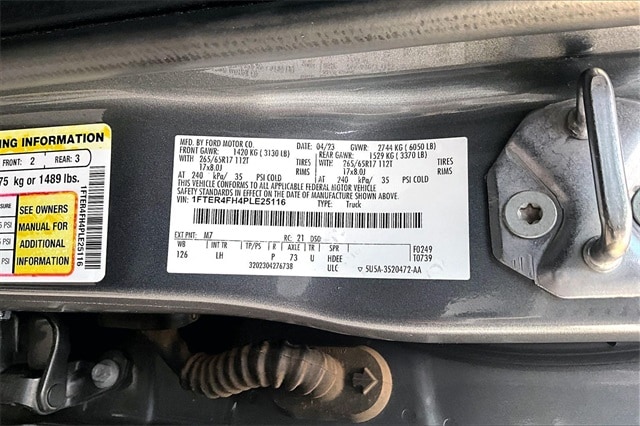 ING INFORMATION
FRONT: 2 REAR: 3
75 kg or 1489 lbs.
SEE OWNERS
MANUAL FOR
ADDITIONAL
INFORMATION
PSI
PSI
PSI
1FTER4FH4PLE25116
MFD. BY FORD MOTOR CO. 04/23 GVWR: 2744 KG (6050 LB)
FRONT GAWR: 1420 KG (3130 LB) REAR GAWR: 1529 KG (3370 LB)
265/65R17 112T TIRES 265/65R17 112T TIRES
17x8.0J RIMS 17x8.0J RIMS
AT 240 kPa/ 35 PSI COLD AT 240 kPa/ 35 PSI COLD
THIS VEHICLE CONFORMS TO ALL APPLICABLE FEDERAL MOTOR VEHICLE
SAFETY STANDARDS IN EFFECT ON THE DATE OF MANUFACTURE SHOWN ABOVE.
VIN: 1FTER4FH4PLE25116 TYPE: Truck
EXT PNT: M7 RC: 21 DSO:
WB INT TR TP/PS R AXLE TR SPR F0249
126 LH P 73 U HDEF T0739
3202304276738 ULC 5U5A-3520472-AA